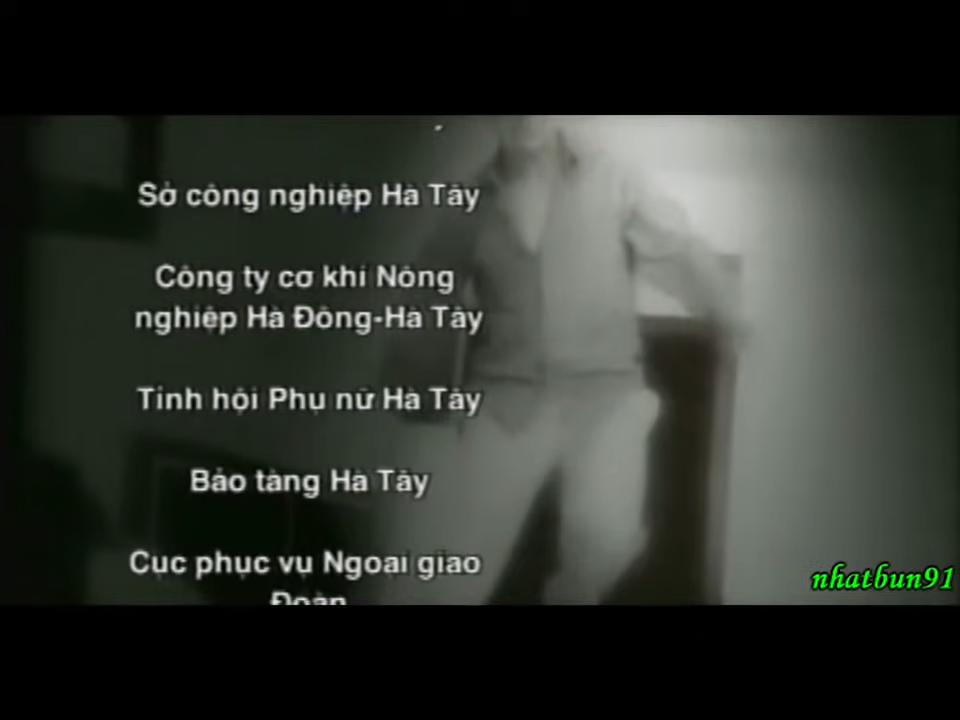 Sở công nghiệp Hà Tây
Công ty cơ khí Nông
nghiệp Hà Đông-Hà Tây
Tỉnh hội Phụ nữ Hà Tây
Bảo tàng Hà Tây
Cục phục vụ Ngoại giao
Đoàn
nhatbun91